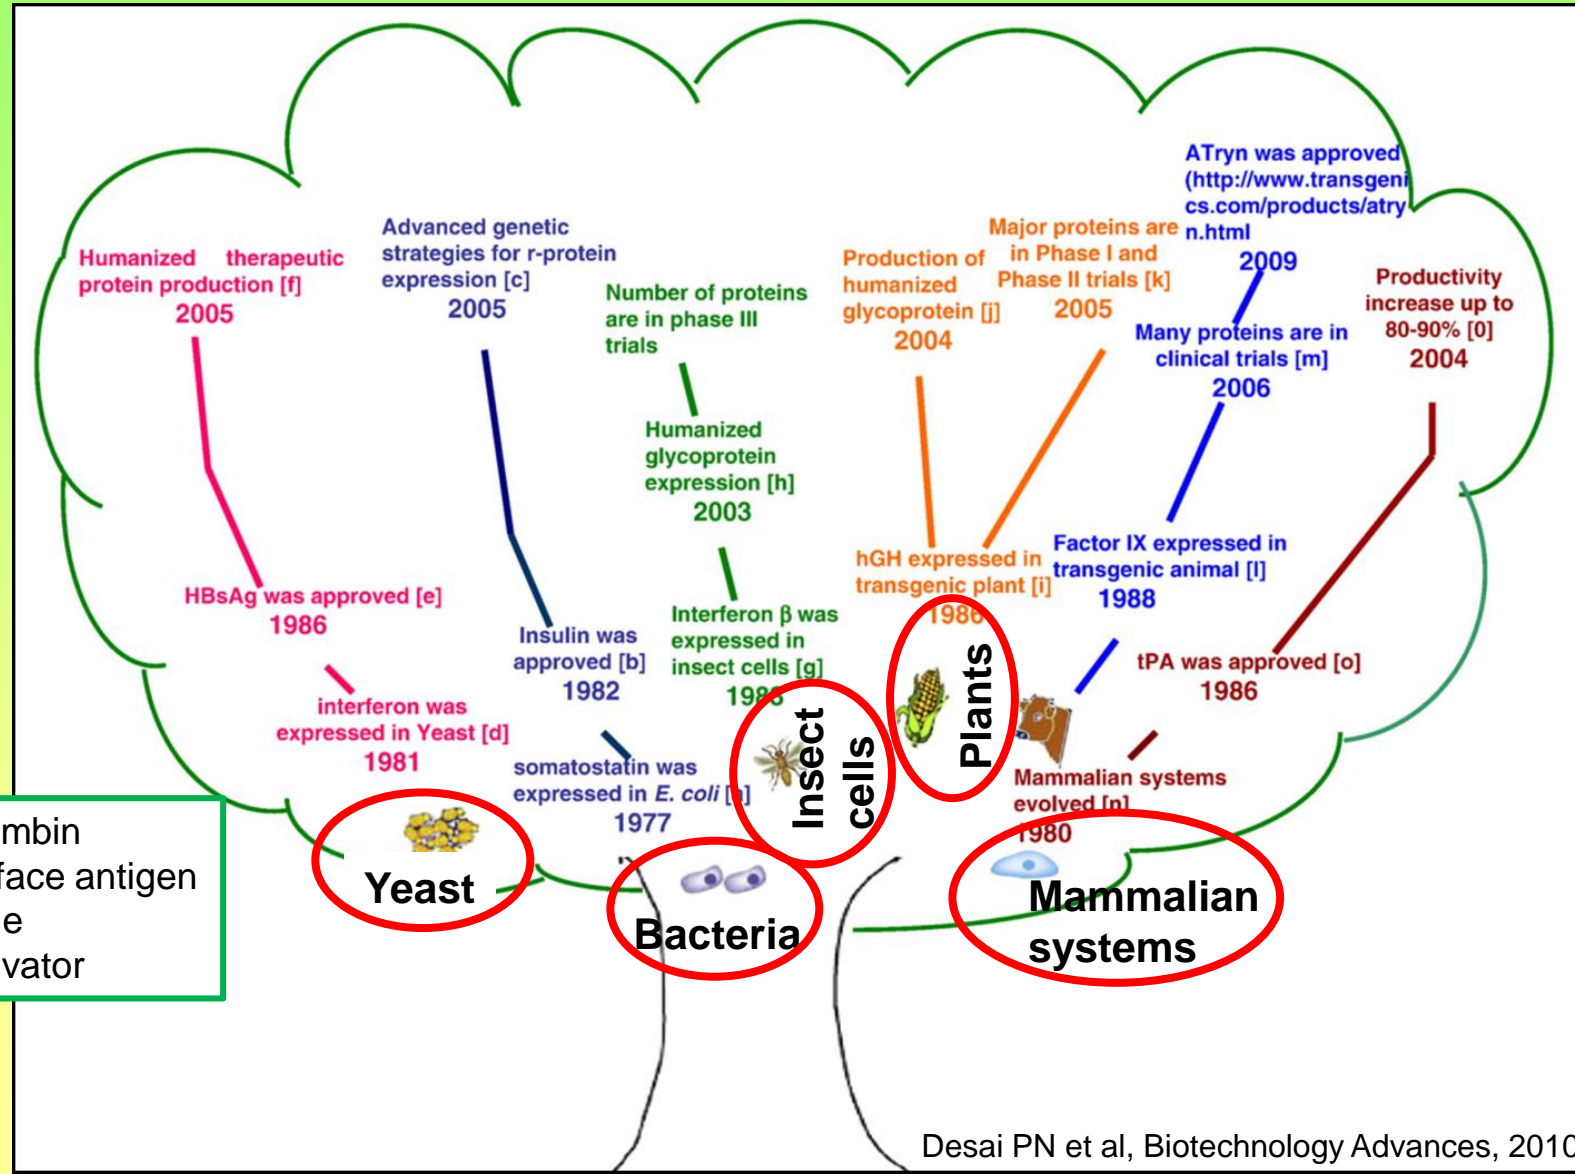 Humanized therapeutic
protein production [f]
2005
HBsAg was approved [e]
1986
interferon was
expressed in Yeast [d]
1981
Yeast
Advanced genetic
strategies for r-protein
expression [c]
2005
Insulin was
approved [b]
1982
somatostatin was
expressed in E. coli
1977
Bacteria
Number of proteins
are in phase III
trials
Humanized
glycoprotein
expression [h]
2003
Interferon β was
expressed in
insect cells [g]
Insect
cells
Production of
humanized
glycoprotein [j]
2004
Major proteins are
in Phase I and
Phase II trials [k]
2005
hGH expressed in
transgenic plant [i]
1986
Plants
ATryn was approved
(http://www.transgeni
cs.com/products/atry
n.html
2009
Many proteins are in
clinical trials [m]
2006
Factor IX expressed in
transgenic animal [l]
1988
Productivity
increase up to
80-90% [0]
2004
tPA was approved [o]
1986
Mammalian systems
evolved [n]
1980
Mammalian
systems
mbin
face antigen
e
vator
Desai PN et al, Biotechnology Advances, 2010